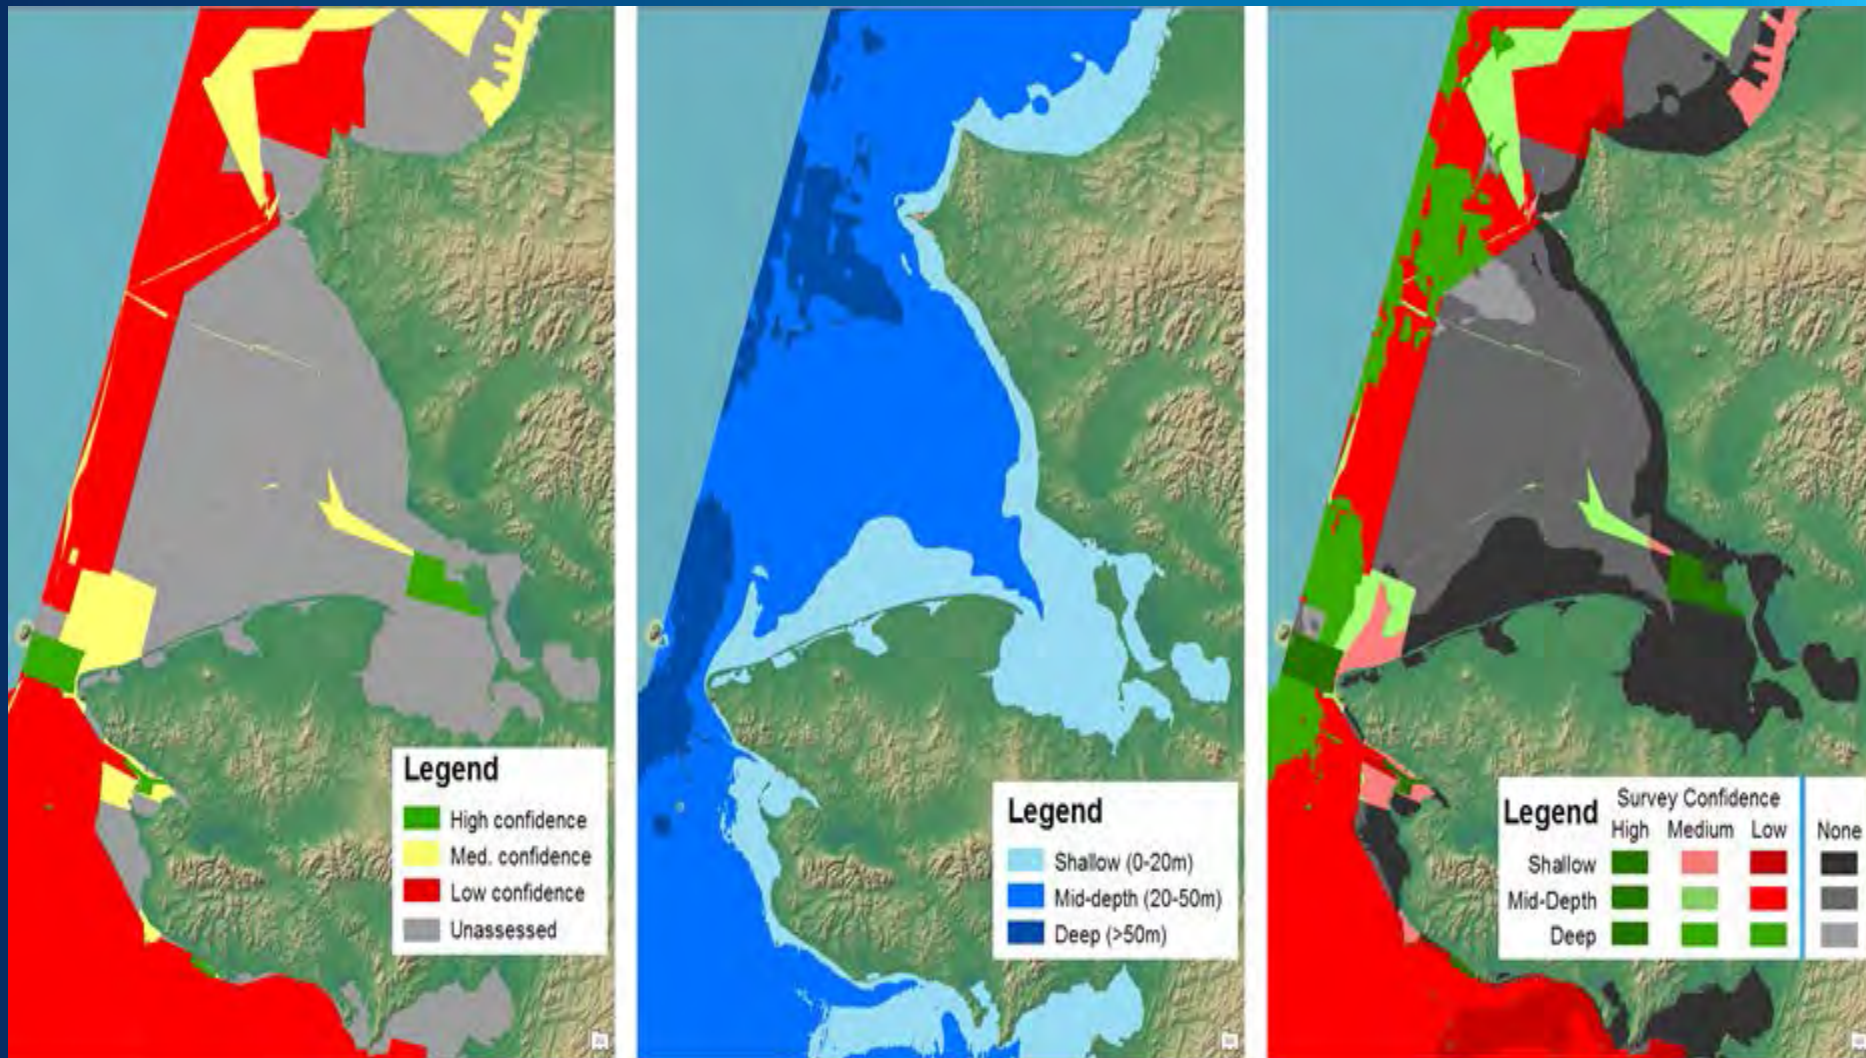 Legend
High confidence
Med. confidence
Low confidence
Unassessed
Legend
Shallow (0-20m)
Mid-depth (20-50m)
Deep (>50m)
Legend Survey Confidence
High Medium Low None
Shallow
Mid-Depth
Deep